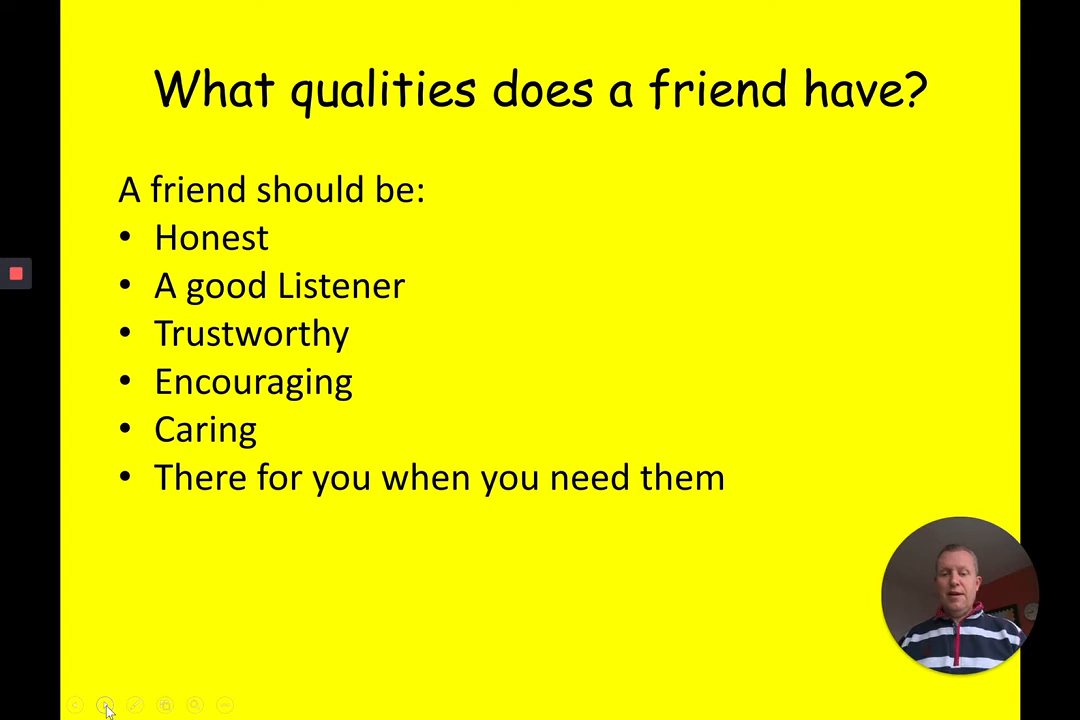 What qualities does a friend have?
A friend should be:
• Honest
• A good Listener
• Trustworthy
• Encouraging
• Caring
• There for you when you need them